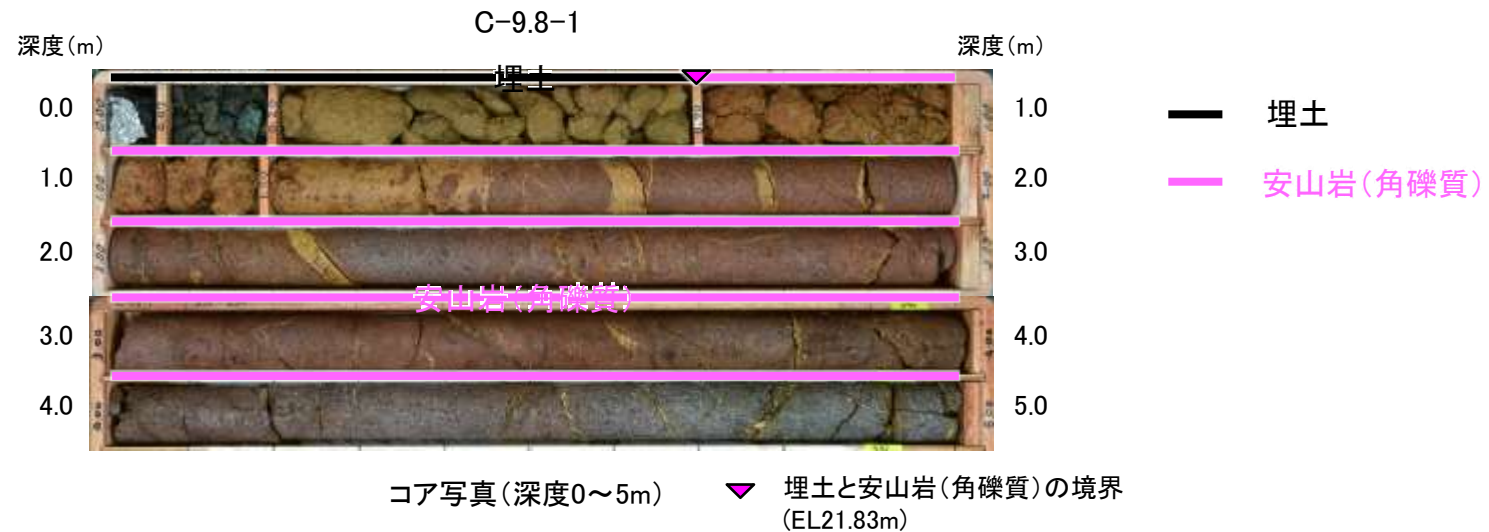 C-9.8-1
深度(m)
深度(m)
埋土
0.0
1.0
埋土
1.0
2.0
安山岩(角礫質)
2.0
3.0
安山岩(角礫質)
3.0
4.0
4.0
5.0
コア写真(深度0～5m)
埋土と安山岩(角礫質)の境界
(EL21.83m)